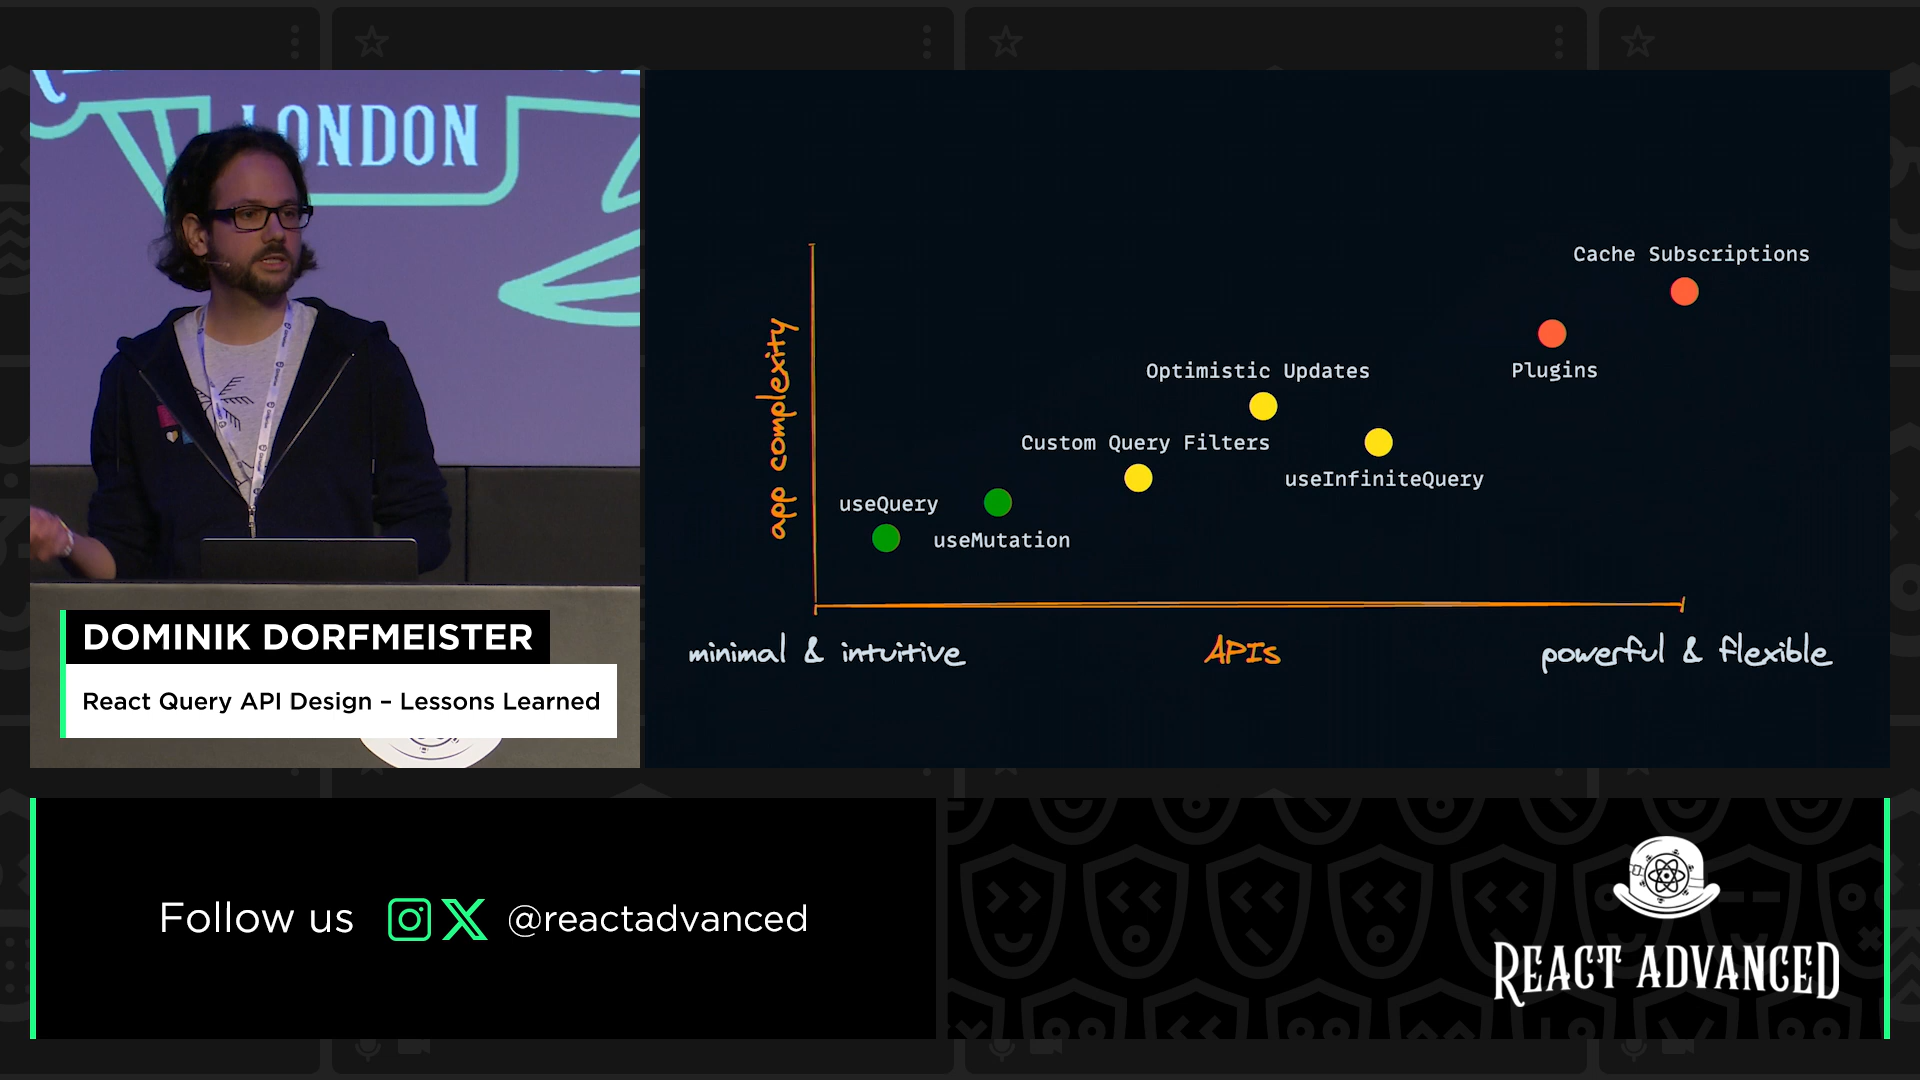 LONDON
DOMINIK DORFMEISTER
React Query API Design – Lessons Learned
app complexity
Cache Subscriptions
Plugins
Optimistic Updates
Custom Query Filters
useInfiniteQuery
useQuery
useMutation
minimal & intuitive
APIs
powerful & flexible
Follow us
@reactadvanced
REACT ADVANCED